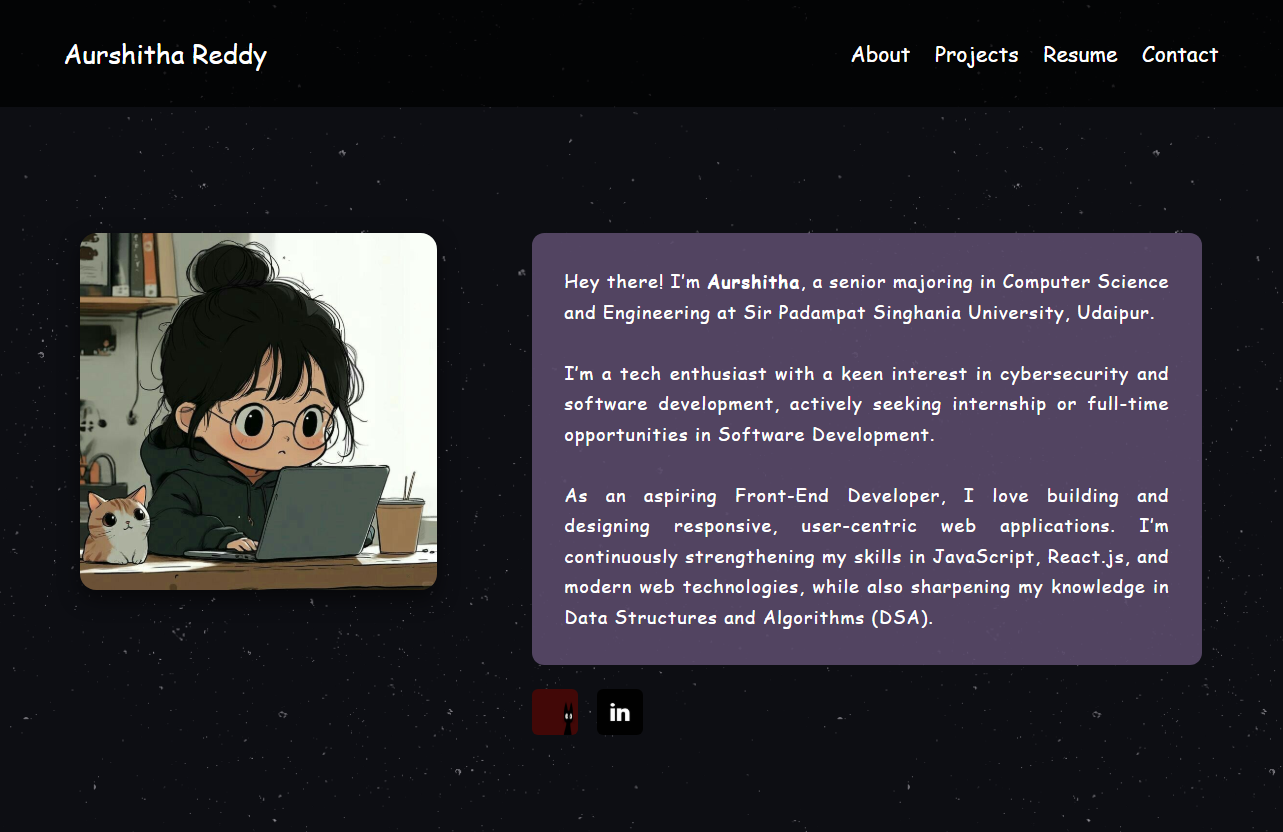 Aurshitha Reddy
About Projects Resume Contact
Hey there! I'm Aurshitha, a senior majoring in Computer Science
and Engineering at Sir Padampat Singhania University, Udaipur.
I'm a tech enthusiast with a keen interest in cybersecurity and
software development, actively seeking internship or full-time
opportunities in Software Development.
As an aspiring Front-End Developer, I love building and
designing responsive, user-centric web applications. I'm
continuously strengthening my skills in JavaScript, React.js, and
modern web technologies, while also sharpening my knowledge in
Data Structures and Algorithms (DSA).
in